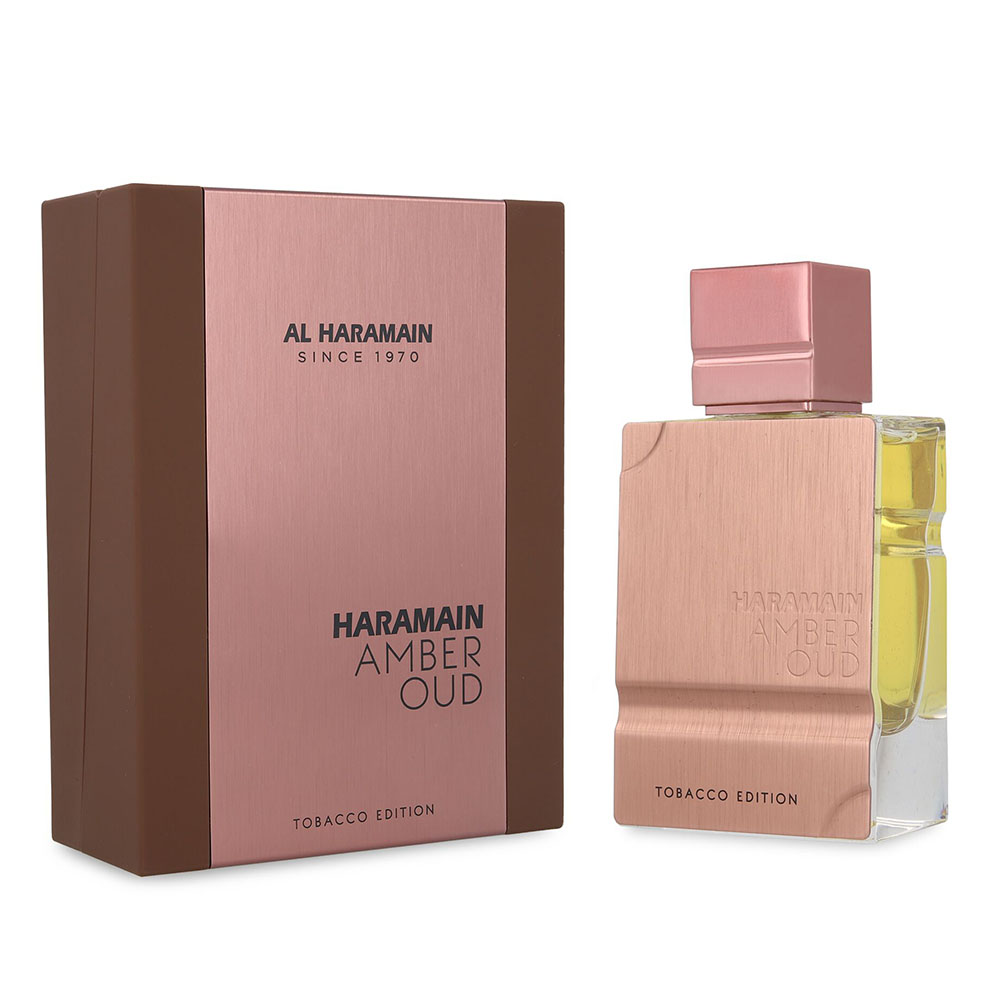 AL HARAMAIN
SINCE 1970
HARAMAIN
AMBER
OUD
TOBACCO EDITION
HARAMAIN
AMBER
OUD
TOBACCO EDITION